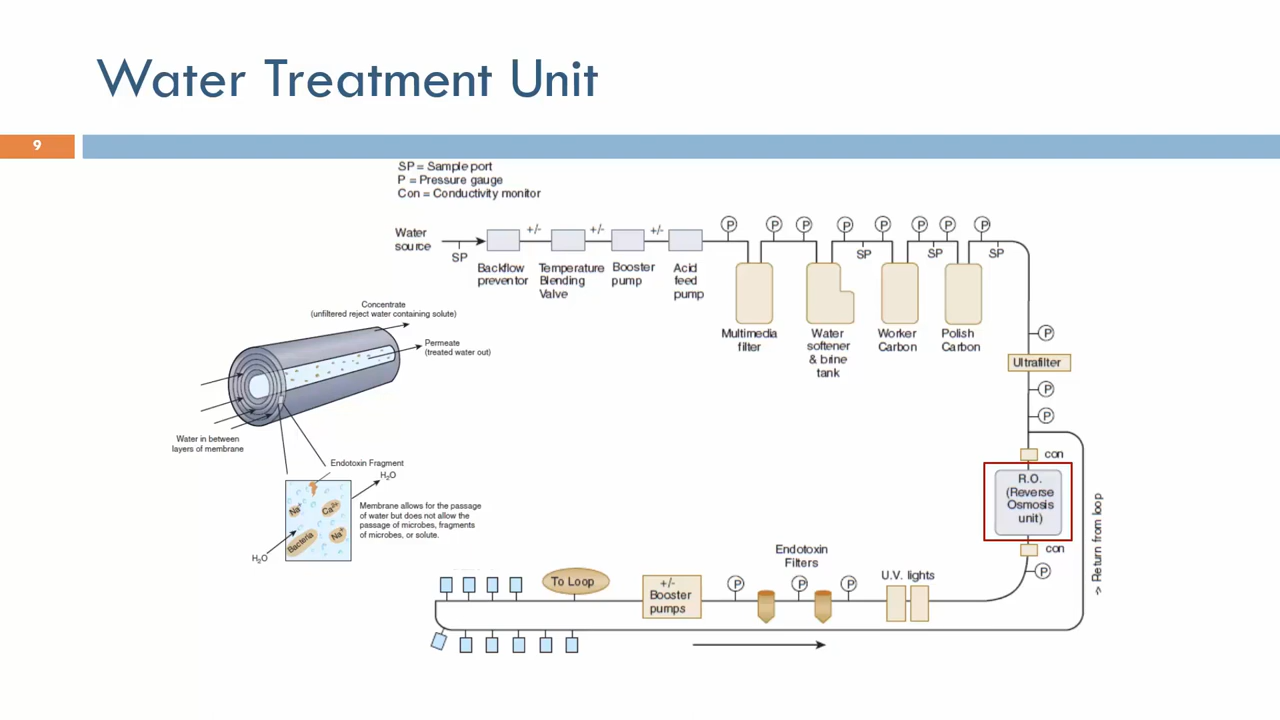 Water Treatment Unit
9
SP = Sample port
P = Pressure gauge
Con = Conductivity monitor
Water
source
SP
+/-
+/-
+/-
Backflow
preventor
Temperature
Blending
Valve
Booster
pump
Acid
feed
pump
P
P
P
P
P
P
P
P
SP
SP
SP
Multimedia
filter
Water
softener
& brine
tank
Worker
Carbon
Polish
Carbon
P
Ultrafilter
P
P
con
R.O.
(Reverse
Osmosis
unit)
con
P
-> Return from loop
Concentrate
(unfiltered reject water containing solute)
Permeate
(treated water out)
Water in between
layers of membrane
Endotoxin Fragment
H2O
Na+
Ca2+
Bacteria
Na+
H2O
Membrane allows for the passage
of water but does not allow the
passage of microbes, fragments
of microbes, or solute.
To Loop
+/-
Booster
pumps
P
P
P
Endotoxin
Filters
U.V. lights